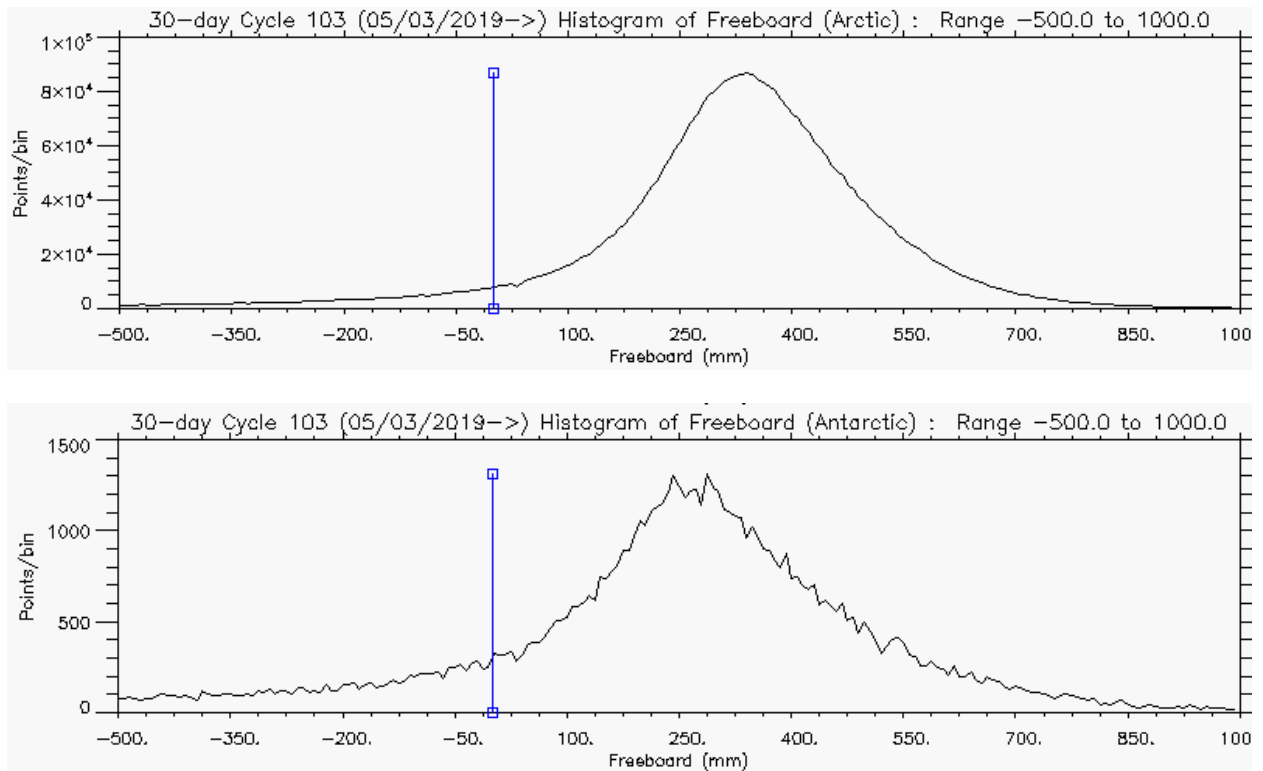 30-day Cycle 103 (05/03/2019->) Histogram of Freeboard (Arctic) : Range -500.0 to 1000.0
1×10⁵
8×10⁴
6×10⁴
4×10⁴
2×10⁴
0
Points/bin
-500. -350. -200. -50. 100. 250. 400. 550. 700. 850. 100
Freeboard (mm)
30-day Cycle 103 (05/03/2019->) Histogram of Freeboard (Antarctic) : Range -500.0 to 1000.0
1500
1000
500
0
Points/bin
-500. -350. -200. -50. 100. 250. 400. 550. 700. 850. 100
Freeboard (mm)